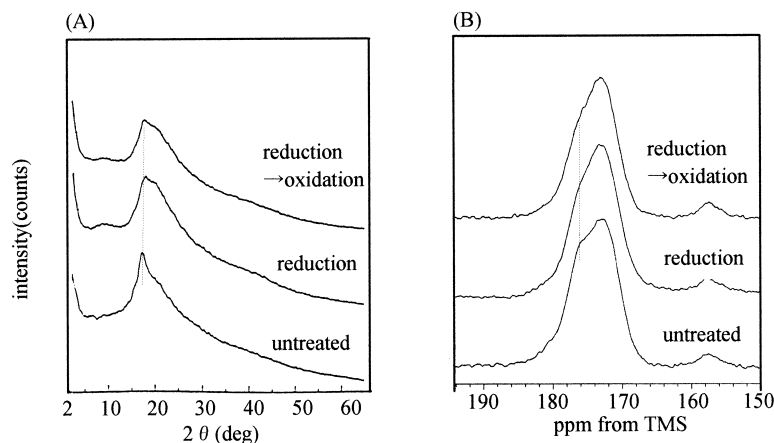 (A)
intensity(counts)
reduction
→oxidation
reduction
untreated
2 10 20 30 40 50 60
2 θ (deg)
(B)
reduction
→oxidation
reduction
untreated
190 180 170 160 150
ppm from TMS